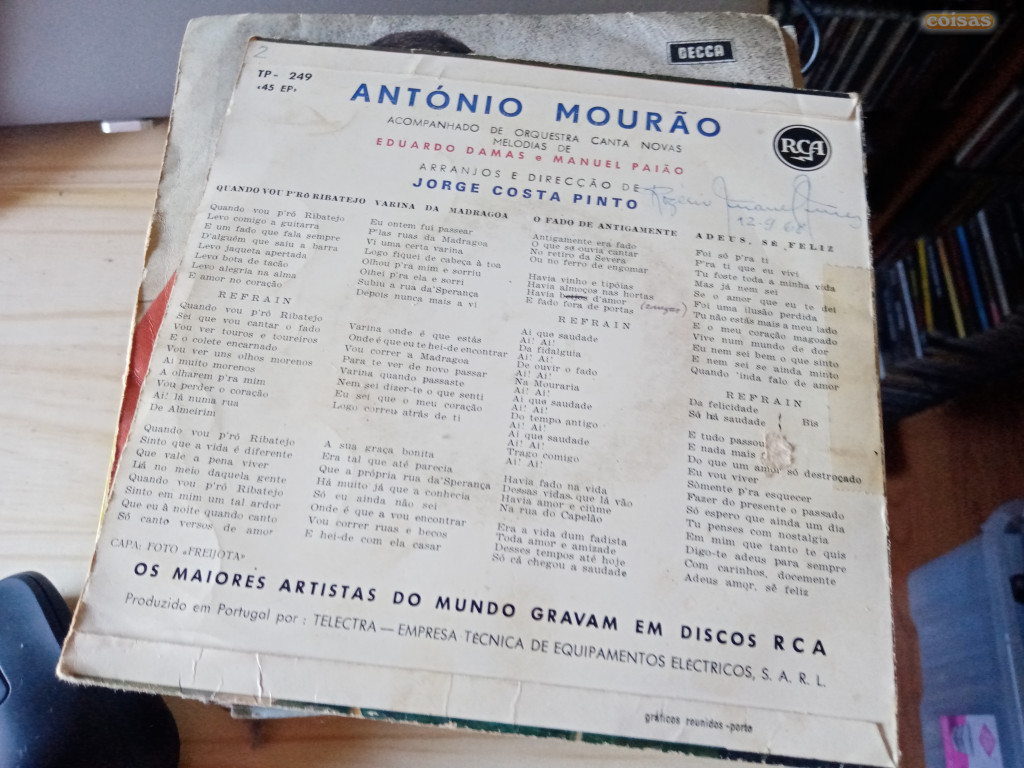 coisas
DECCA
2
TP - 249
«45 EP»
ANTÓNIO MOURÃO
ACOMPANHADO DE ORQUESTRA CANTA NOVAS
MELODIAS DE
EDUARDO DAMAS e MANUEL PAIÃO
ARRANJOS E DIRECÇÃO DE
JORGE COSTA PINTO
RCA
12-9-68
QUANDO VOU P'RÓ RIBATEJO
Quando vou p'ró Ribatejo
Levo comigo a guitarra
E um fado que fala sempre
D'alguém que saiu a barra
Levo jaqueta apertada
Levo bota de tacão
Levo alegria na alma
E amor no coração
REFRAIN
Quando vou p'ró Ribatejo
Sei que vou cantar o fado
Vou ver touros e toureiros
E o colete encarnado
Vou ver uns olhos morenos
Ai muito morenos
A olharem p'ra mim
Vou perder o coração
Ai! lá numa rua
De Almeirim
Quando vou p'ró Ribatejo
Sinto que a vida é diferente
Que vale a pena viver
Lá no meio daquela gente
Quando vou p'ró Ribatejo
Sinto em mim um tal ardor
Que eu à noite quando canto
Só canto versos de amor
VARINA DA MADRAGOA
Eu ontem fui passear
P'las ruas da Madragoa
Vi uma certa varina
Logo fiquei de cabeça à toa
Olhou p'ra mim e sorriu
Olhei p'ra ela e sorri
Subiu a rua da'Sperança
Depois nunca mais a vi
Varina onde é que estás
Onde é que eu te hei-de encontrar
Vou correr a Madragoa
Para te ver de novo passar
Varina quando passaste
Nem sei dizer-te o que senti
Eu sei que o meu coração
Logo correu atrás de ti
A sua graça bonita
Era tal que até parecia
Que a própria rua da'Sperança
Há muito já que a conhecia
Só eu ainda não sei
Onde é que a vou encontrar
Vou correr ruas e becos
E hei-de com ela casar
O FADO DE ANTIGAMENTE
Antigamente era fado
O que se ouvia cantar
No retiro da Severa
Ou no ferro de engomar
Havia vinho e tipóias
Havia almoços nas hortas
Havia beijos d'amor
E fado fora de portas
REFRAIN
Ai que saudade
Ai! Ai!
Da fidalguia
Ai! Ai!
De ouvir o fado
Ai! Ai!
Na Mouraria
Ai! Ai!
Ai que saudade
Ai! Ai!
Do tempo antigo
Ai! Ai!
Ai que saudade
Ai! Ai!
Trago comigo
Ai! Ai!
Havia fado na vida
Dessas vidas que lá vão
Havia amor e ciúme
Na rua do Capelão
Era a vida dum fadista
Toda amor e amizade
Desses tempos até hoje
Só cá chegou a saudade
ADEUS, SÊ FELIZ
Foi só p'ra ti
P'ra ti que eu vivi
Tu foste toda a minha vida
Mas já nem sei
Se o amor que eu te dei
Foi uma ilusão perdida
Tu não estás mais a meu lado
E o meu coração magoado
Vive num mundo de dor
Eu nem sei bem o que sinto
E nem sei se ainda minto
Quando 'inda falo de amor
REFRAIN
Da felicidade
Só há saudade Bis
E tudo passou
E nada mais
Do que um amor só destroçado
Eu vou viver
Sòmente p'ra esquecer
Fazer do presente o passado
Só espero que ainda um dia
Tu penses com nostalgia
Em mim que tanto te quis
Digo-te adeus para sempre
Com carinhos, docemente
Adeus amor, sê feliz
CAPA: FOTO «FREIJOTA»
OS MAIORES ARTISTAS DO MUNDO GRAVAM EM DISCOS RCA
Produzido em Portugal por : TELECTRA — EMPRESA TÉCNICA DE EQUIPAMENTOS ELÉCTRICOS, S. A. R. L.
gráficos reunidos - porto